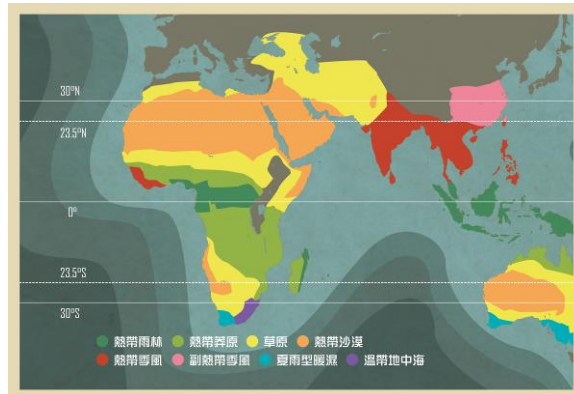 30°N
23.5°N
0°
23.5°S
30°S
熱帶雨林 熱帶莽原 草原 熱帶沙漠
熱帶季風 副熱帶季風 夏雨型暖濕 溫帶地中海